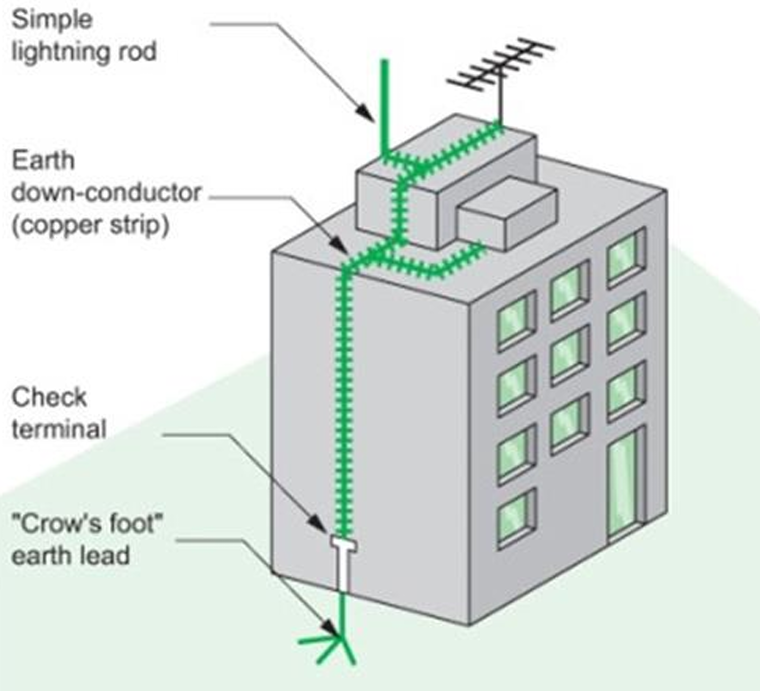 Simple
lightning rod
Earth
down-conductor
(copper strip)
Check
terminal
"Crow's foot"
earth lead